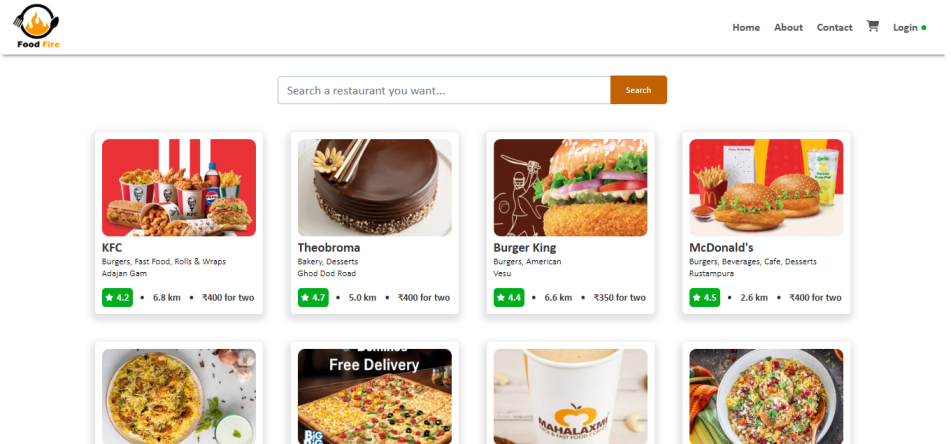 Food Fire
Home About Contact Login
Search a restaurant you want... Search
KFC
Burgers, Fast Food, Rolls & Wraps
Adajan Gam
4.2 • 6.8 km • ₹400 for two
Theobroma
Bakery, Desserts
Ghod Dod Road
4.7 • 5.0 km • ₹400 for two
Burger King
Burgers, American
Vesu
4.4 • 6.6 km • ₹350 for two
McDonald's
Burgers, Beverages, Cafe, Desserts
Rustampura
4.5 • 2.6 km • ₹400 for two
Free Delivery
MAHALAXMI